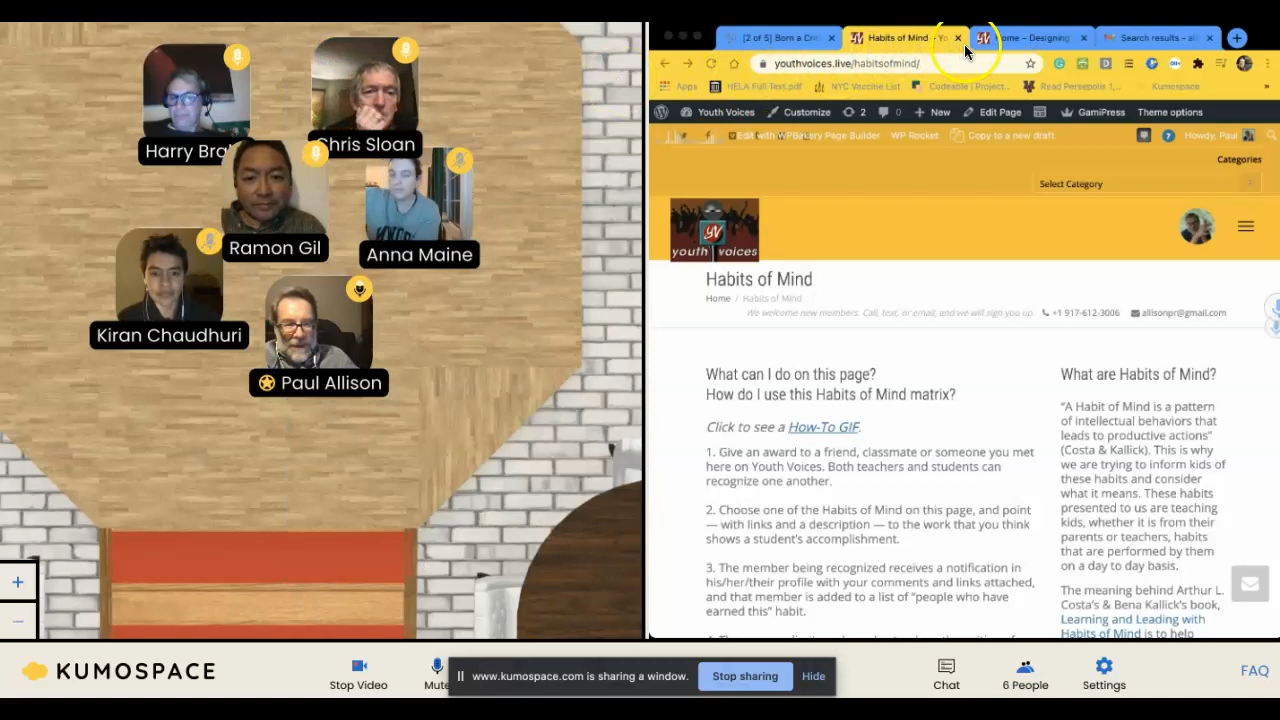 Harry Bra
Chris Sloan
Ramon Gil
Anna Maine
Kiran Chaudhuri
Paul Allison
+
–
KUMOSPACE
Stop Video
Mute
www.kumospace.com is sharing a window.
Stop sharing
Hide
Chat
6 People
Settings
FAQ
[2 of 5] Born a Cri
Habits of Mind – Yo
Home – Designing
Search results – all
youthvoices.live/habitsofmind/
Apps
HELA Full Text.pdf
NYC Vaccine List
Codeable | Project...
Read Persepolis 1,...
Kumospace
Youth Voices
Customize
2
0
New
Edit Page
GamiPress
Theme options
Edit with WPBakery Page Builder
WP Rocket
Copy to a new draft
7
Howdy, Paul
Categories
Select Category
YV
youth voices
Habits of Mind
Home / Habits of Mind
We welcome new members. Call, text, or email, and we will sign you up
+1 917-612-3006
allisonpr@gmail.com
What can I do on this page?
How do I use this Habits of Mind matrix?
Click to see a How-To GIF.
1. Give an award to a friend, classmate or someone you met
here on Youth Voices. Both teachers and students can
recognize one another.
2. Choose one of the Habits of Mind on this page, and point
— with links and a description — to the work that you think
shows a student's accomplishment.
3. The member being recognized receives a notification in
his/her/their profile with your comments and links attached,
and that member is added to a list of "people who have
earned this" habit.
What are Habits of Mind?
“A Habit of Mind is a pattern
of intellectual behaviors that
leads to productive actions”
(Costa & Kallick). This is why
we are trying to inform kids of
these habits and consider
what it means. These habits
presented to us are teaching
kids, whether it is from their
parents or teachers, habits
that are performed by them
on a day to day basis.
The meaning behind Arthur L.
Costa's & Bena Kallick's book,
Learning and Leading with
Habits of Mind is to help